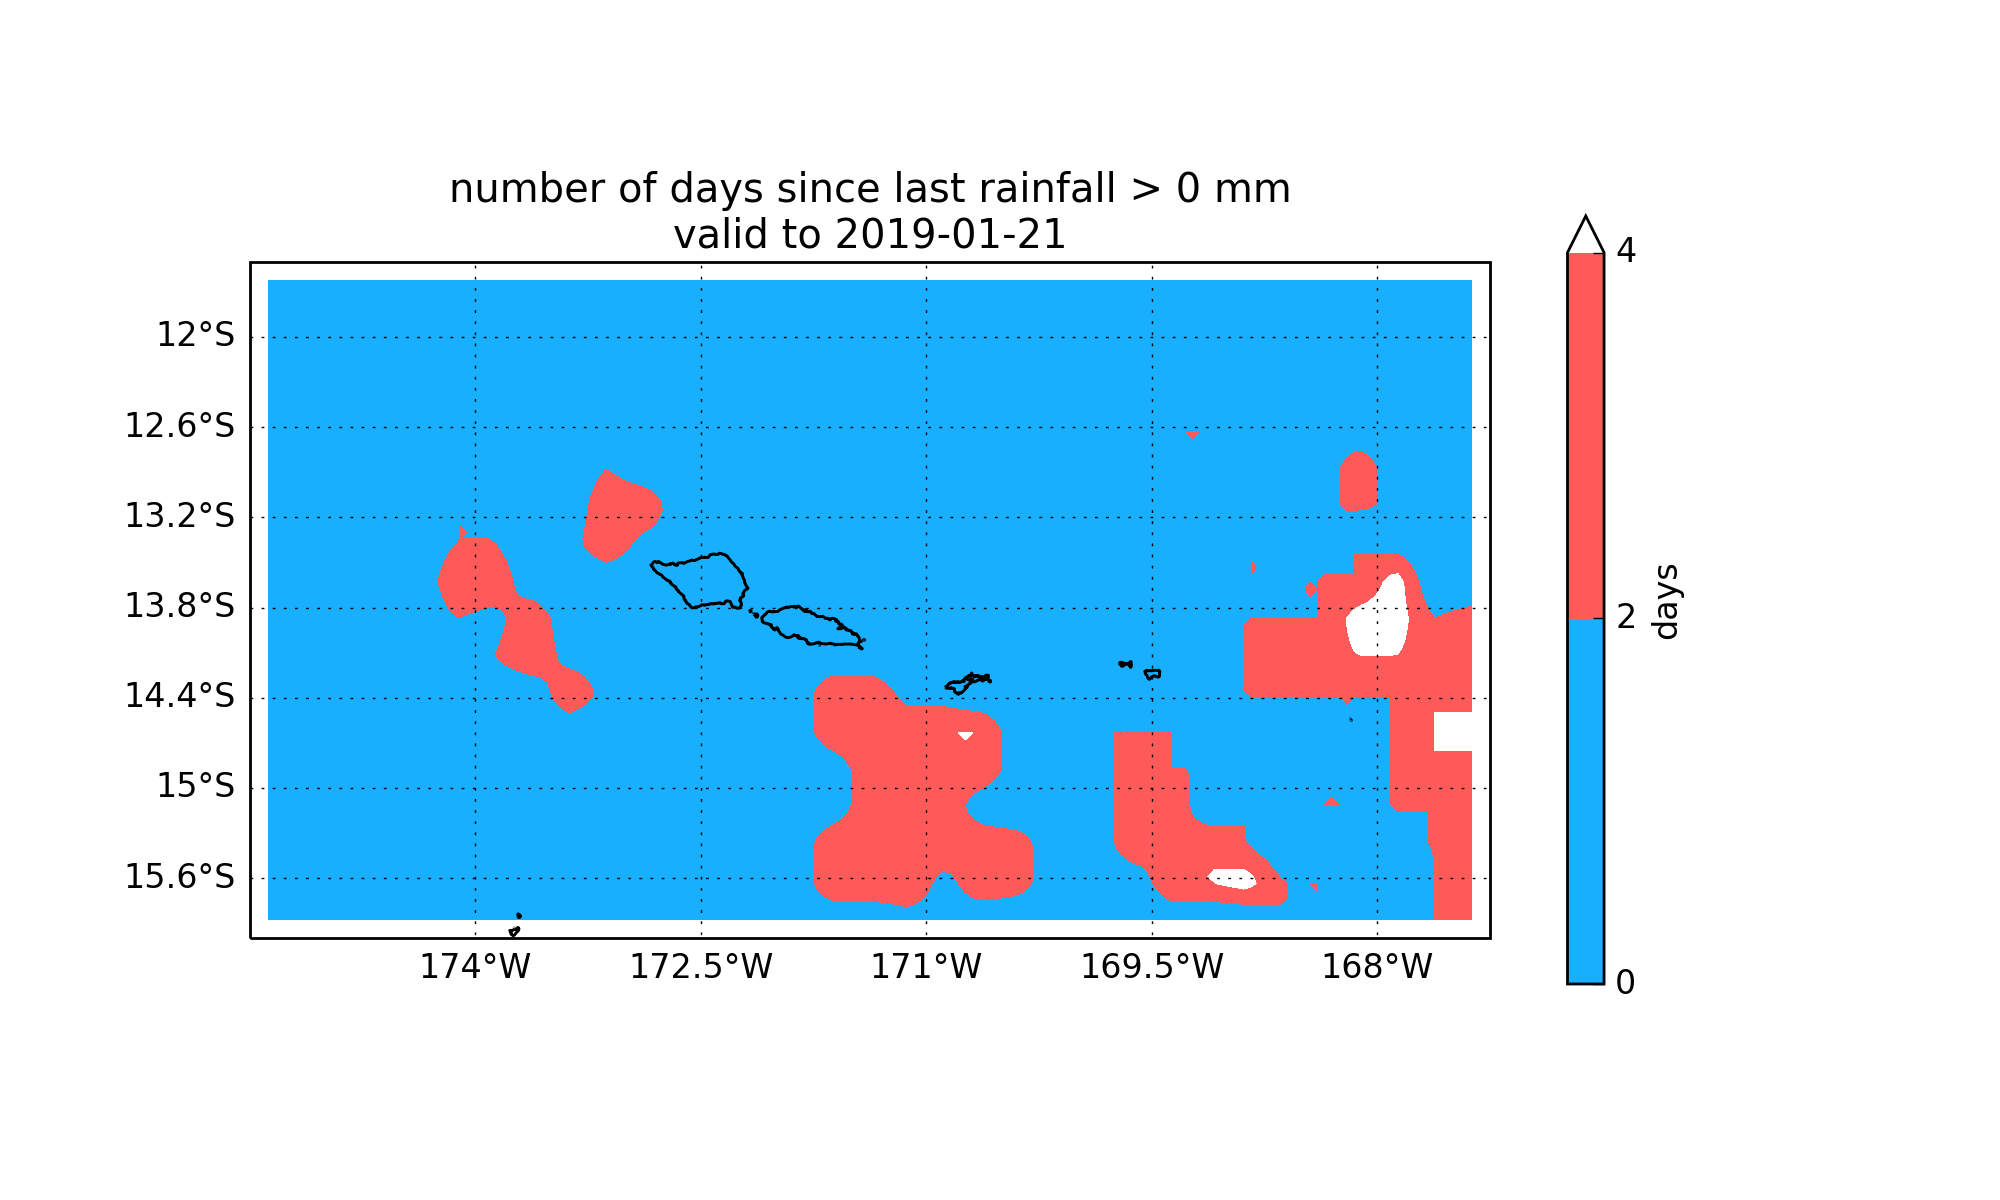 number of days since last rainfall > 0 mm
valid to 2019-01-21
12°S
12.6°S
13.2°S
13.8°S
14.4°S
15°S
15.6°S
174°W
172.5°W
171°W
169.5°W
168°W
4
2
0
days